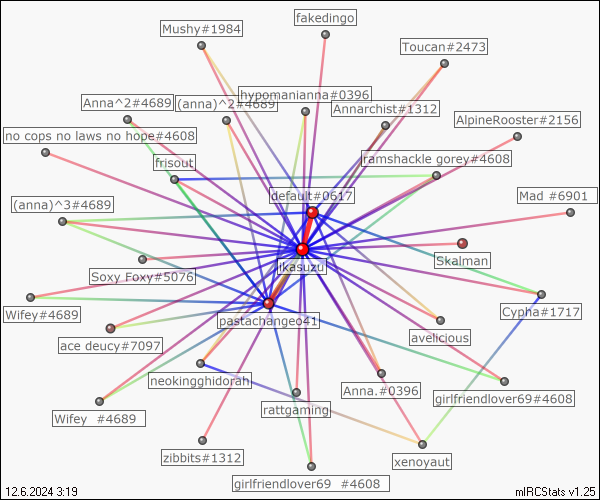 fakedingo
Mushy#1984
Toucan#2473
hypomanianna#0396
Anna^2#4689
(anna)^2#4689
Annarchist#1312
AlpineRooster#2156
no cops no laws no hope#4608
frisout
ramshackle gorey#4608
default#0617
Mad #6901
(anna)^3#4689
Skalman
ikasuzu
Soxy Foxy#5076
Wifey#4689
pastachangeo41
Cypha#1717
ace deucy#7097
avelicious
neokingghidorah
Anna.#0396
girlfriendlover69#4608
rattgaming
Wifey #4689
zibbits#1312
xenoyaut
girlfriendlover69 #4608
12.6.2024 3:19
mIRCStats v1.25